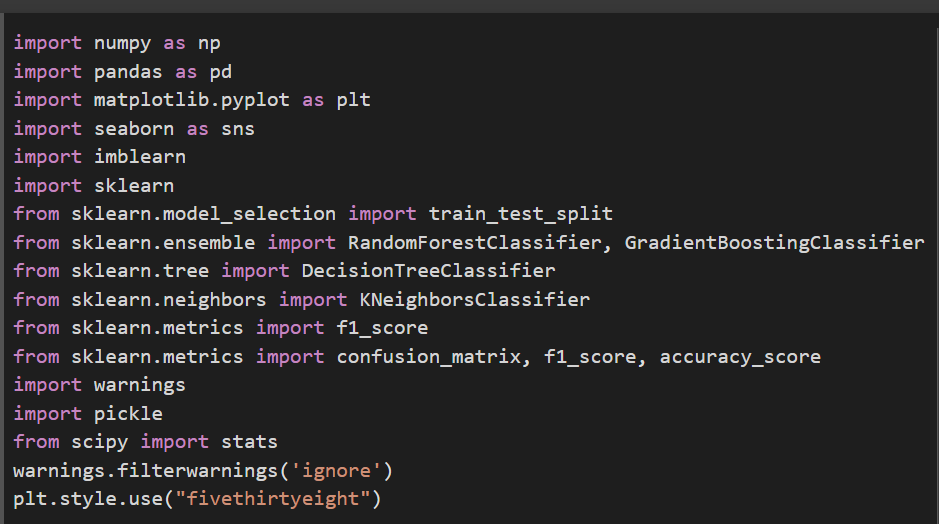 import numpy as np
import pandas as pd
import matplotlib.pyplot as plt
import seaborn as sns
import imblearn
import sklearn
from sklearn.model_selection import train_test_split
from sklearn.ensemble import RandomForestClassifier, GradientBoostingClassifier
from sklearn.tree import DecisionTreeClassifier
from sklearn.neighbors import KNeighborsClassifier
from sklearn.metrics import f1_score
from sklearn.metrics import confusion_matrix, f1_score, accuracy_score
import warnings
import pickle
from scipy import stats
warnings.filterwarnings('ignore')
plt.style.use("fivethirtyeight")